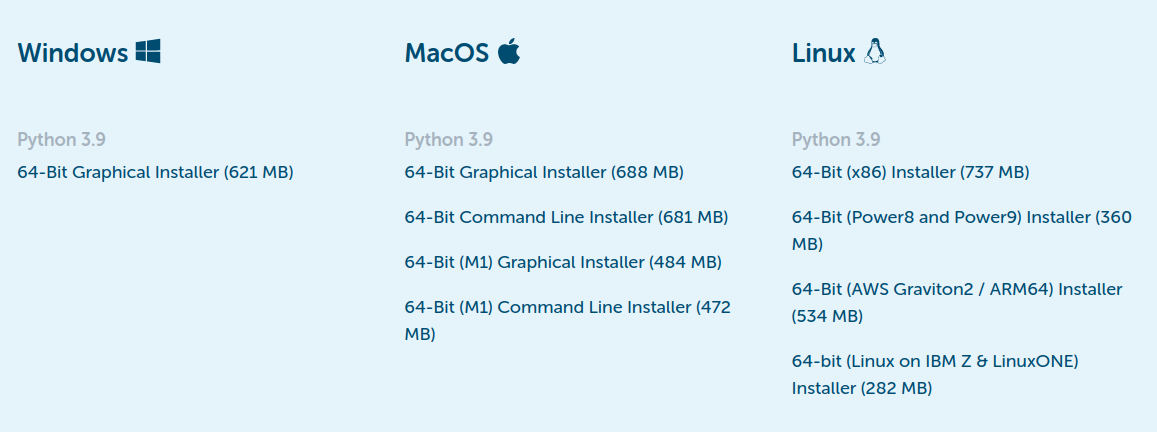 Windows
Python 3.9
64-Bit Graphical Installer (621 MB)
MacOS
Python 3.9
64-Bit Graphical Installer (688 MB)
64-Bit Command Line Installer (681 MB)
64-Bit (M1) Graphical Installer (484 MB)
64-Bit (M1) Command Line Installer (472
MB)
Linux
Python 3.9
64-Bit (x86) Installer (737 MB)
64-Bit (Power8 and Power9) Installer (360
MB)
64-Bit (AWS Graviton2 / ARM64) Installer
(534 MB)
64-bit (Linux on IBM Z & LinuxONE)
Installer (282 MB)